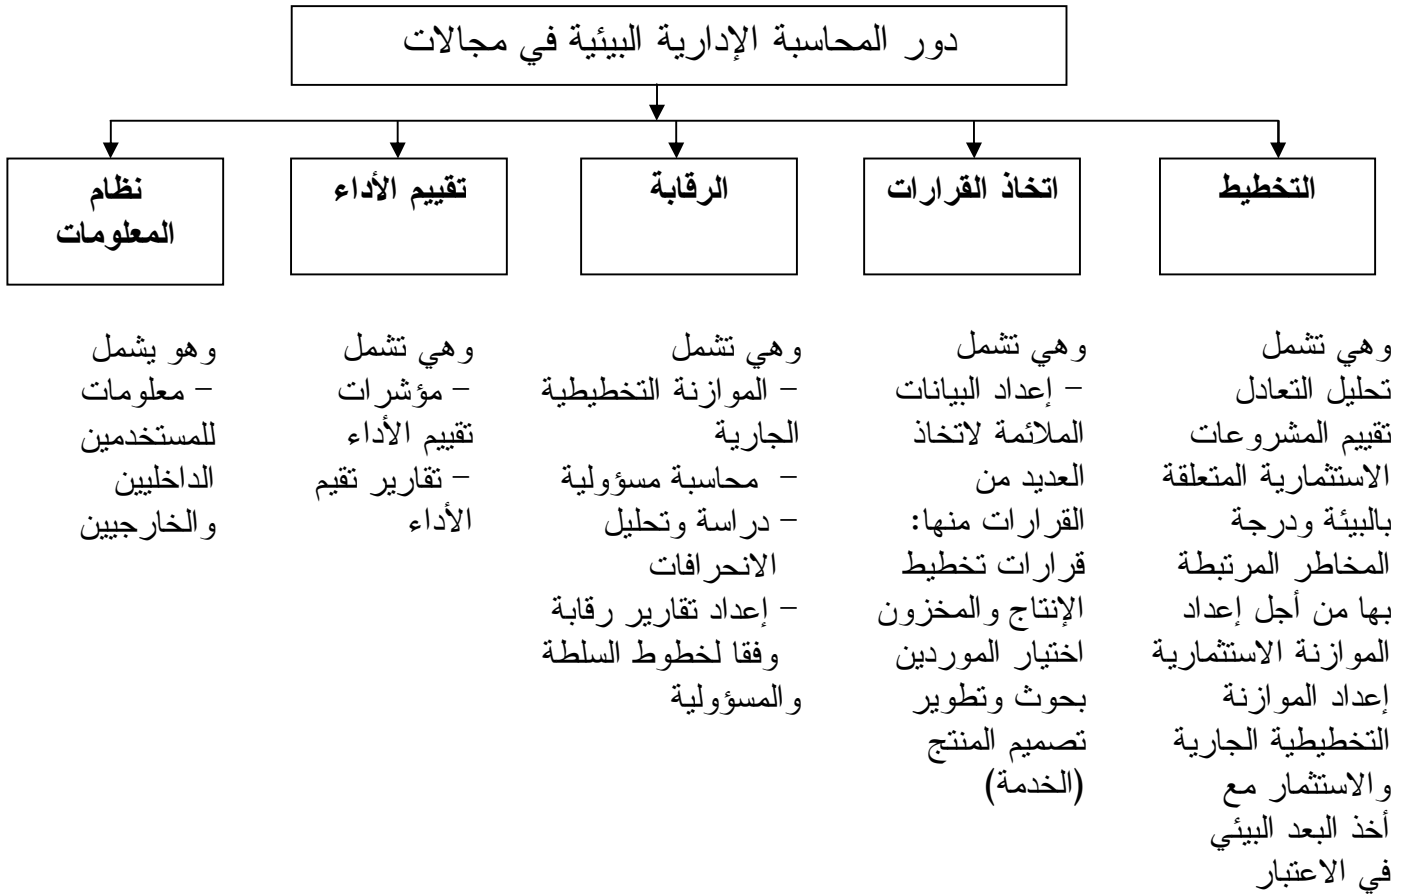 دور المحاسبة الإدارية البيئية في مجالات
التخطيط
اتخاذ القرارات
الرقابة
تقييم الأداء
نظام
المعلومات
وهي تشمل
تحليل التعادل
تقييم المشروعات
الاستثمارية المتعلقة
بالبيئة ودرجة
المخاطر المرتبطة
بها من أجل إعداد
الموازنة الاستثمارية
إعداد الموازنة
التخطيطية الجارية
والاستثمار مع
أخذ البعد البيئي
في الاعتبار
وهي تشمل
- إعداد البيانات
الملائمة لاتخاذ
العديد من
القرارات منها:
قرارات تخطيط
الإنتاج والمخزون
اختيار الموردين
بحوث وتطوير
تصميم المنتج
(الخدمة)
وهي تشمل
- الموازنة التخطيطية
الجارية
- محاسبة مسؤولية
- دراسة وتحليل
الانحرافات
- إعداد تقارير رقابة
وفقا لخطوط السلطة
والمسؤولية
وهي تشمل
- مؤشرات
تقييم الأداء
- تقارير تقيم
الأداء
وهو يشمل
- معلومات
للمستخدمين
الداخليين
والخارجيين